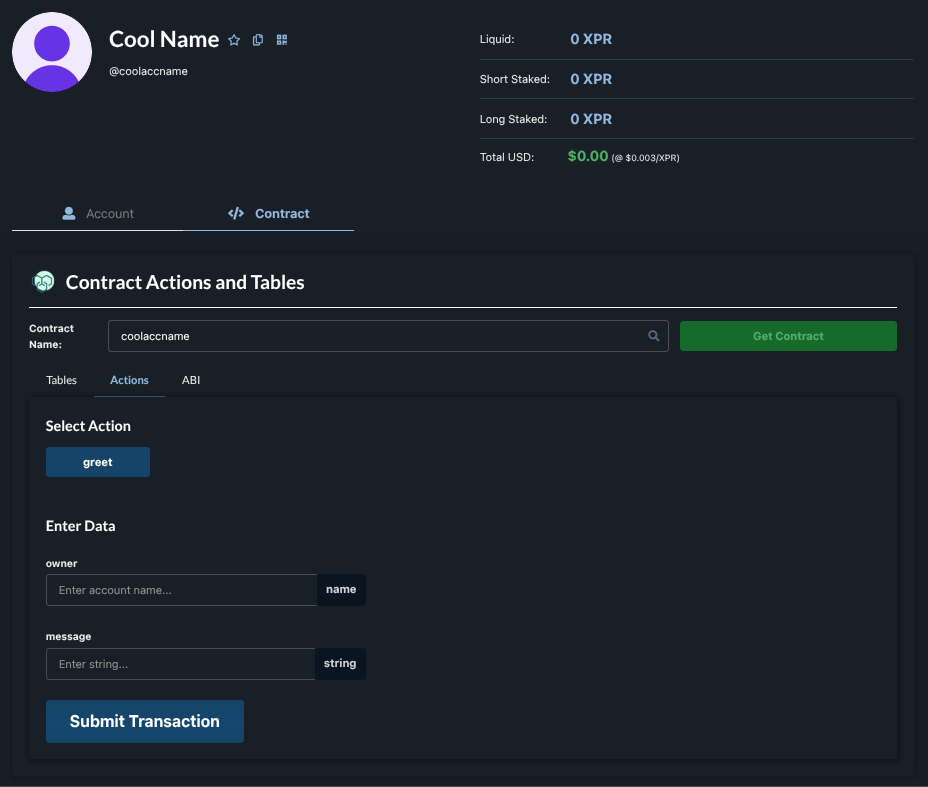 Cool Name
@coolaccname
Liquid: 0 XPR
Short Staked: 0 XPR
Long Staked: 0 XPR
Total USD: $0.00 (@ $0.003/XPR)
Account Contract
Contract Actions and Tables
Contract
Name:
coolaccname
Get Contract
Tables Actions ABI
Select Action
greet
Enter Data
owner
Enter account name... name
message
Enter string... string
Submit Transaction